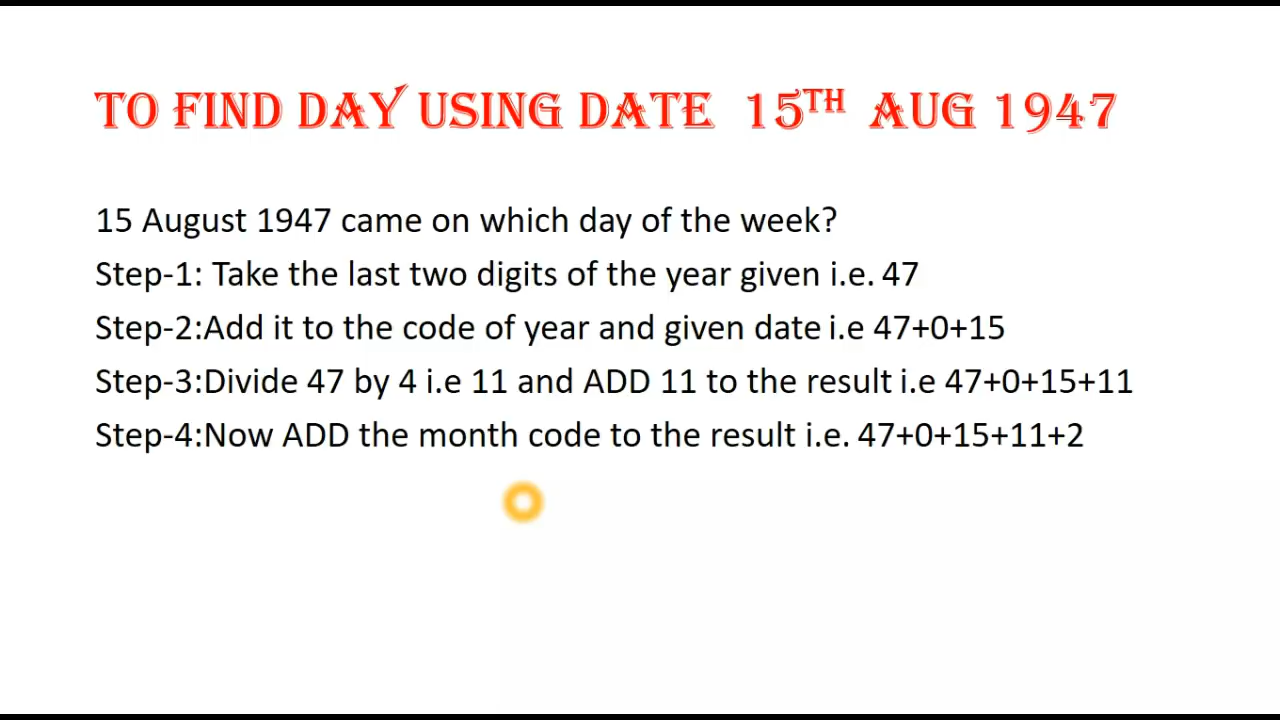 TO FIND DAY USING DATE 15TH AUG 1947
15 August 1947 came on which day of the week?
Step-1: Take the last two digits of the year given i.e. 47
Step-2:Add it to the code of year and given date i.e 47+0+15
Step-3:Divide 47 by 4 i.e 11 and ADD 11 to the result i.e 47+0+15+11
Step-4:Now ADD the month code to the result i.e. 47+0+15+11+2